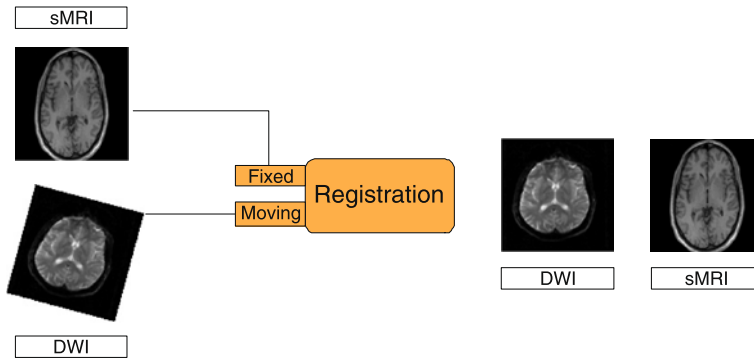 sMRI
Fixed
Moving
Registration
DWI
DWI
sMRI